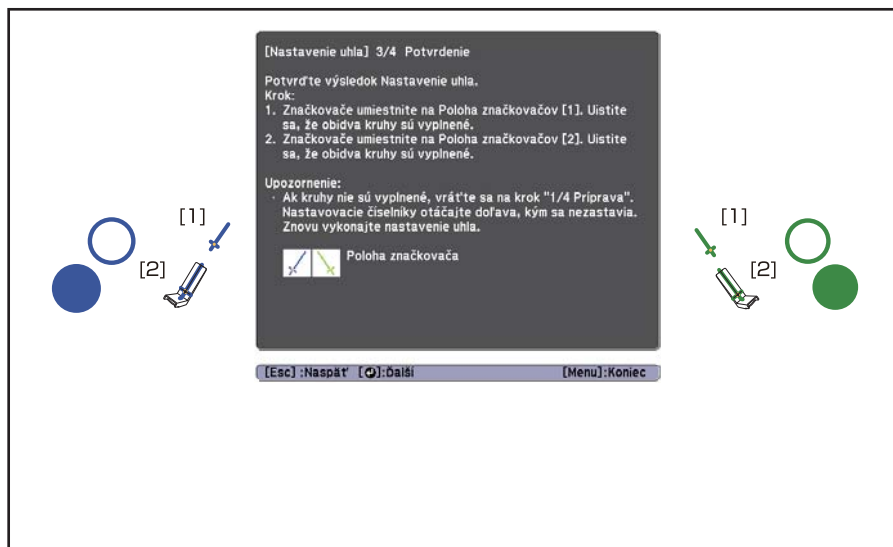 [Nastavenie uhla] 3/4 Potvrdenie
Potvrďte výsledok Nastavenie uhla.
Krok:
1. Značkovače umiestnite na Poloha značkovačov [1]. Uistite
sa, že obidva kruhy sú vyplnené.
2. Značkovače umiestnite na Poloha značkovačov [2]. Uistite
sa, že obidva kruhy sú vyplnené.
Upozornenie:
· Ak kruhy nie sú vyplnené, vráťte sa na krok "1/4 Príprava".
Nastavovacie číselníky otáčajte doľava, kým sa nezastavia.
Znovu vykonajte nastavenie uhla.
[1]
[2]
[1]
[2]
Poloha značkovača
[Esc] :Naspäť [↵]:Ďalší [Menu]:Koniec